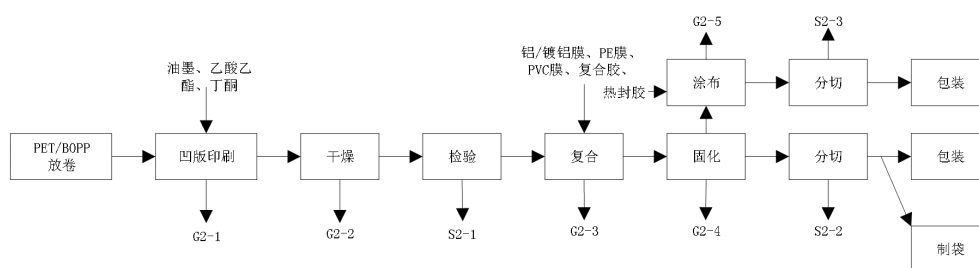 G2-5
S2-3
油墨、乙酸乙
酯、丁酮
铝/镀铝膜、PE膜、
PVC膜、复合胶、
热封胶
涂布
分切
包装
PET/BOPP
放卷
凹版印刷
干燥
检验
复合
固化
分切
包装
G2-1
G2-2
S2-1
G2-3
G2-4
S2-2
制袋